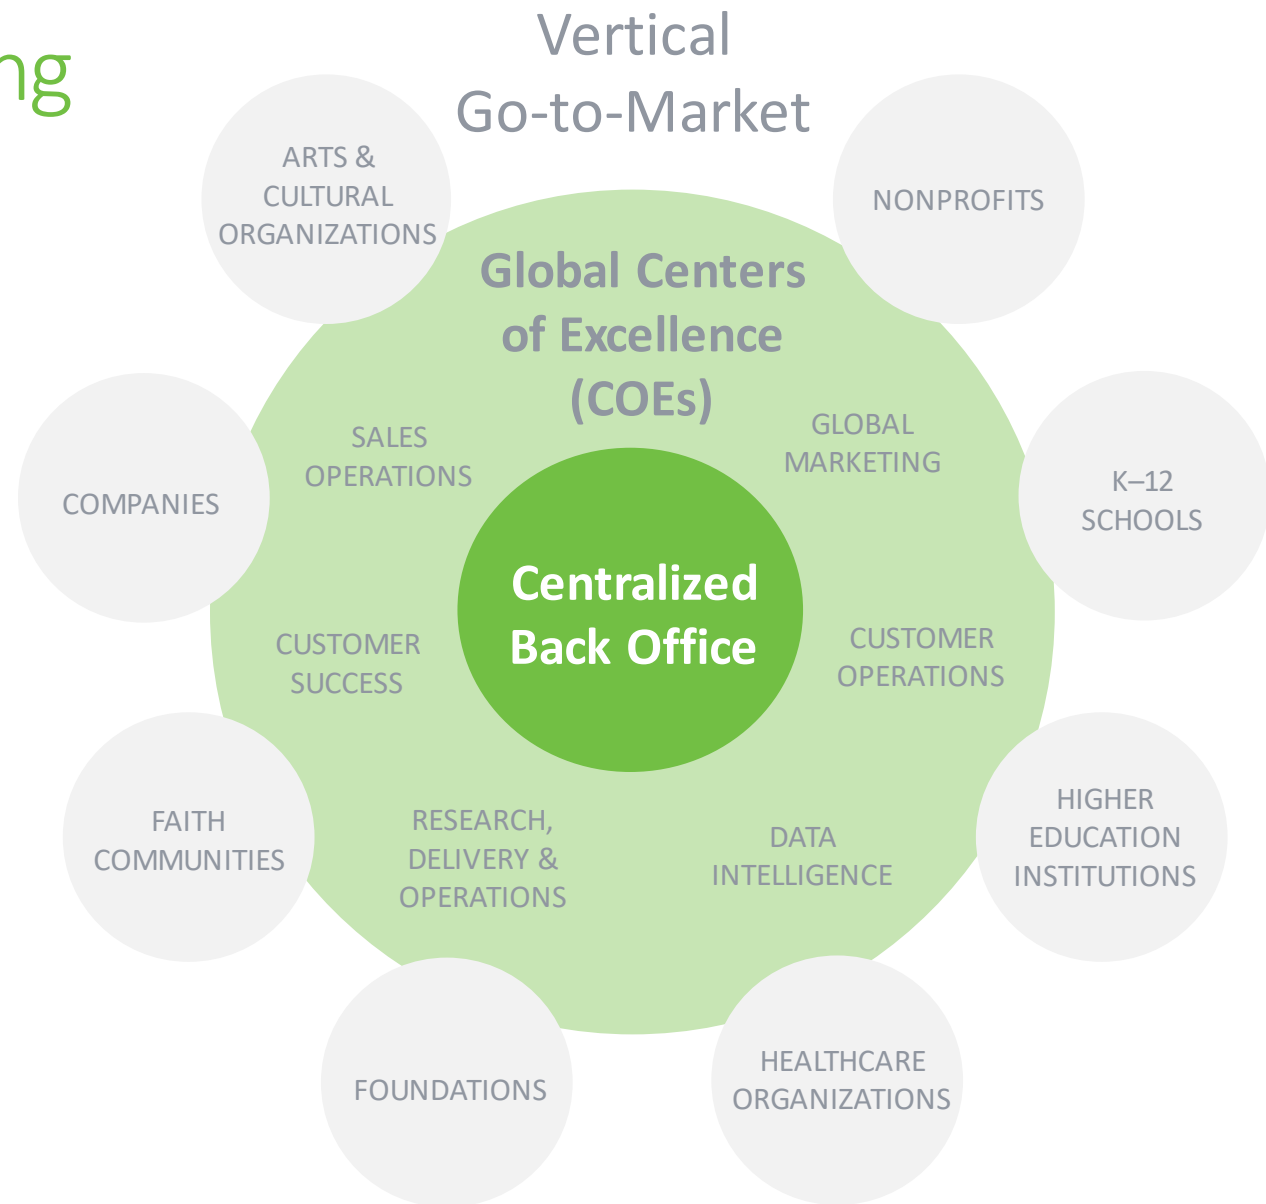 ng
Vertical
Go-to-Market
ARTS &
CULTURAL
ORGANIZATIONS
NONPROFITS
Global Centers
of Excellence
(COEs)
SALES
OPERATIONS
GLOBAL
MARKETING
COMPANIES
K–12
SCHOOLS
Centralized
Back Office
CUSTOMER
SUCCESS
CUSTOMER
OPERATIONS
FAITH
COMMUNITIES
RESEARCH,
DELIVERY &
OPERATIONS
DATA
INTELLIGENCE
HIGHER
EDUCATION
INSTITUTIONS
FOUNDATIONS
HEALTHCARE
ORGANIZATIONS